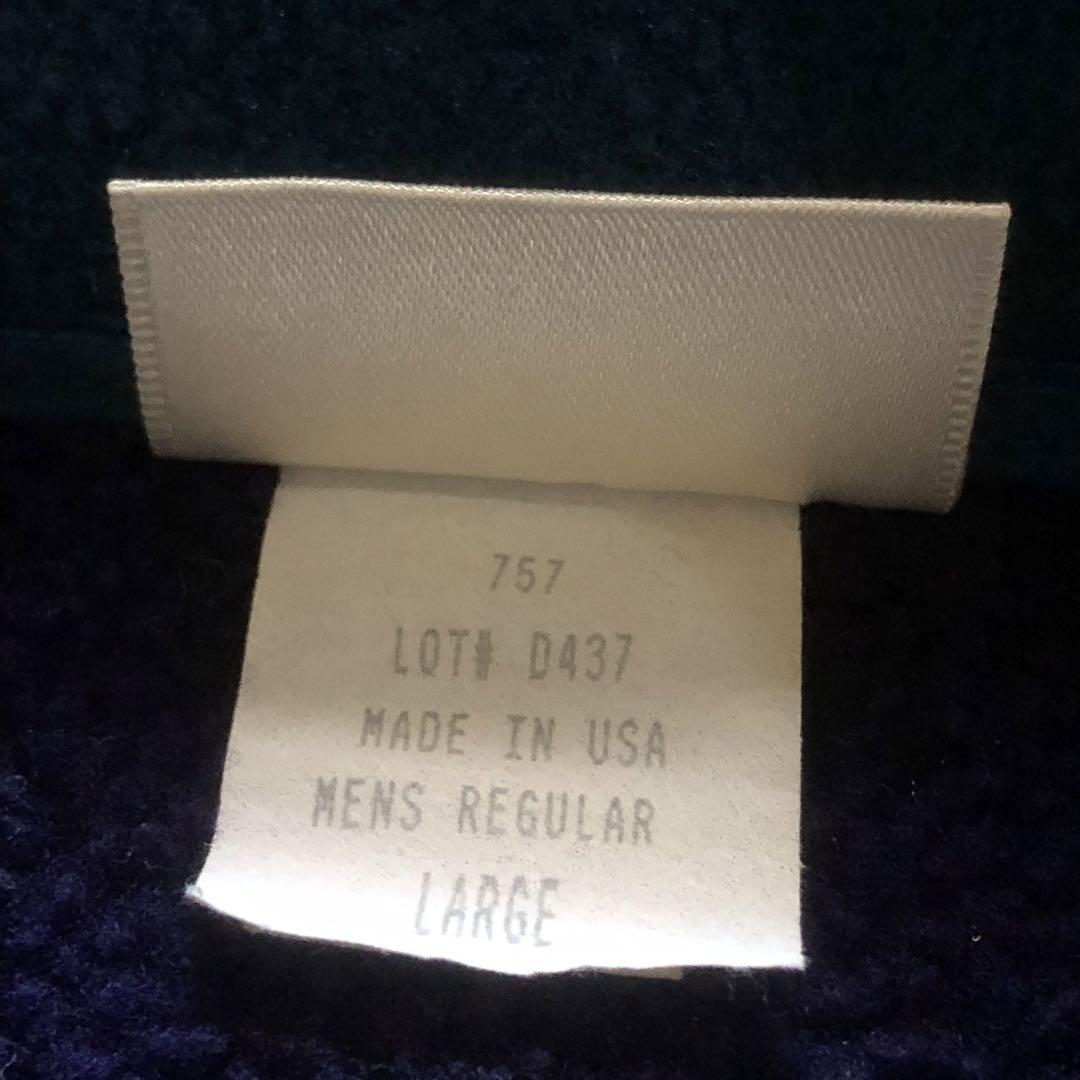 757
LOT# D437
MADE IN USA
MENS REGULAR
LARGE